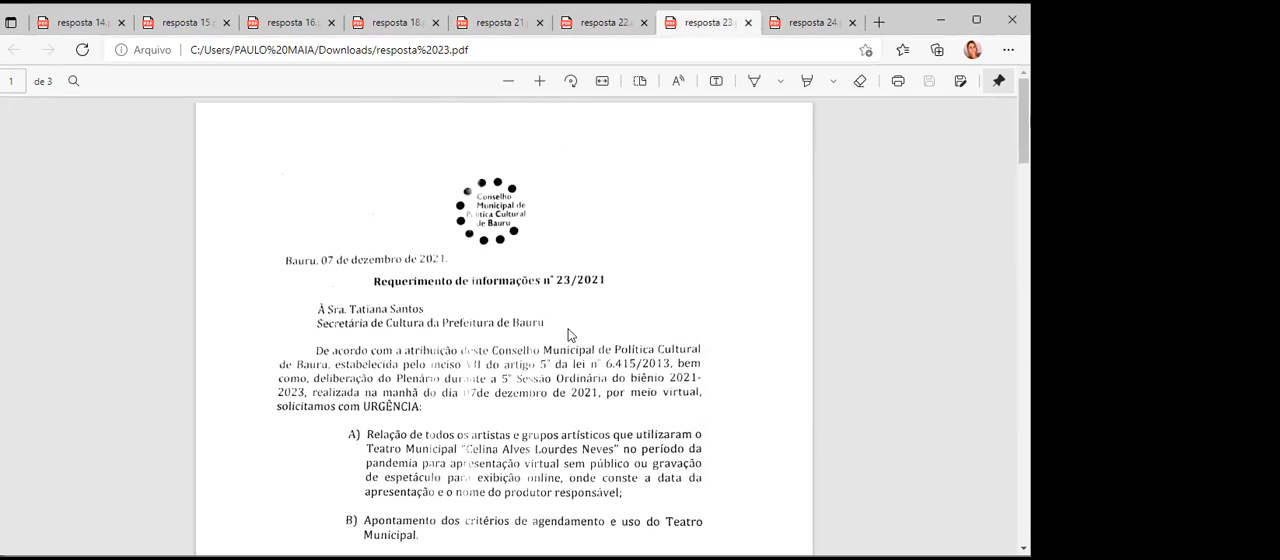 resposta 14.
resposta 15.
resposta 16.
resposta 18.
resposta 21.
resposta 22.
resposta 23.
resposta 24.
Arquivo C:/Users/PAULO%20MAIA/Downloads/resposta%2023.pdf
1 de 3
Conselho
Municipal de
Política Cultural
de Bauru
Bauru, 07 de dezembro de 2021.
Requerimento de informações nº 23/2021
À Sra. Tatiana Santos
Secretária de Cultura da Prefeitura de Bauru
De acordo com a atribuição deste Conselho Municipal de Política Cultural
de Bauru, estabelecida pelo inciso VII do artigo 5º da lei nº 6.415/2013, bem
como, deliberação do Plenário durante a 5ª Sessão Ordinária do biênio 2021-
2023, realizada na manhã do dia 07de dezembro de 2021, por meio virtual,
solicitamos com URGÊNCIA:
A) Relação de todos os artistas e grupos artísticos que utilizaram o
Teatro Municipal "Celina Alves Lourdes Neves" no período da
pandemia para apresentação virtual sem público ou gravação
de espetáculo para exibição online, onde conste a data da
apresentação e o nome do produtor responsável;
B) Apontamento dos critérios de agendamento e uso do Teatro
Municipal.